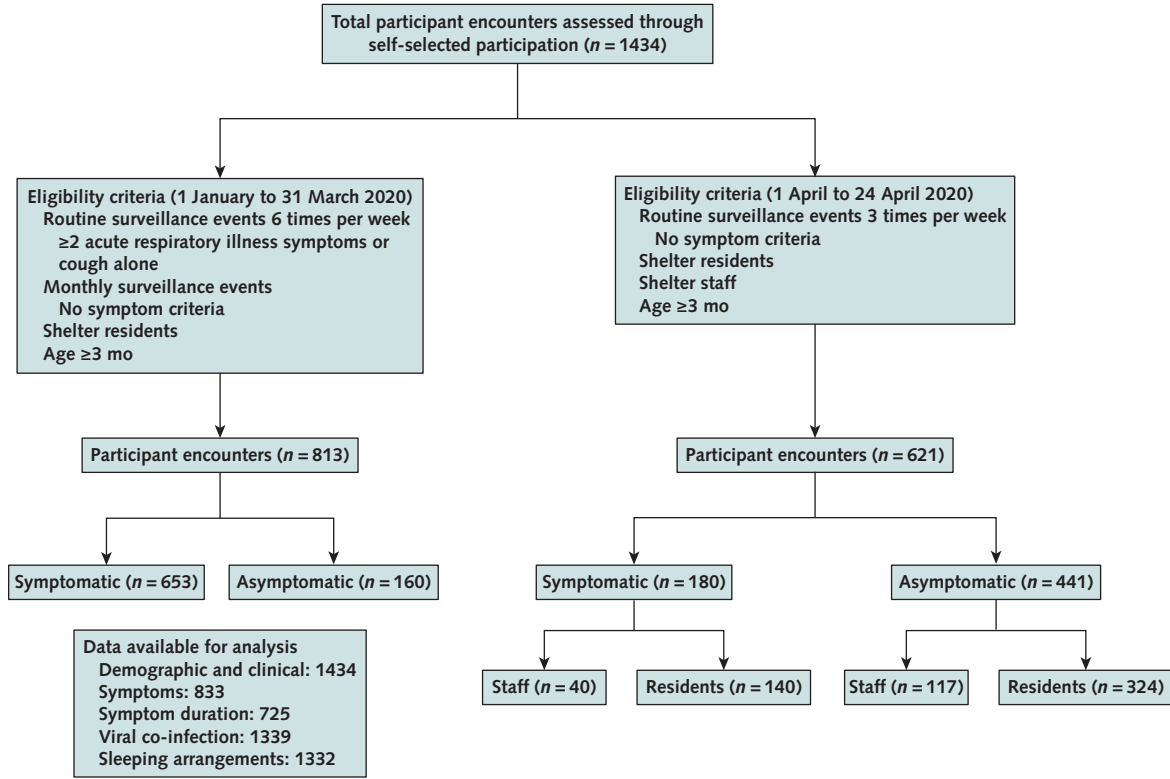 Total participant encounters assessed through
self-selected participation (n = 1434)
Eligibility criteria (1 January to 31 March 2020)
Routine surveillance events 6 times per week
≥2 acute respiratory illness symptoms or
cough alone
Monthly surveillance events
No symptom criteria
Shelter residents
Age ≥3 mo
Eligibility criteria (1 April to 24 April 2020)
Routine surveillance events 3 times per week
No symptom criteria
Shelter residents
Shelter staff
Age ≥3 mo
Participant encounters (n = 813)
Participant encounters (n = 621)
Symptomatic (n = 653)
Asymptomatic (n = 160)
Symptomatic (n = 180)
Asymptomatic (n = 441)
Data available for analysis
Demographic and clinical: 1434
Symptoms: 833
Symptom duration: 725
Viral co-infection: 1339
Sleeping arrangements: 1332
Staff (n = 40)
Residents (n = 140)
Staff (n = 117)
Residents (n = 324)